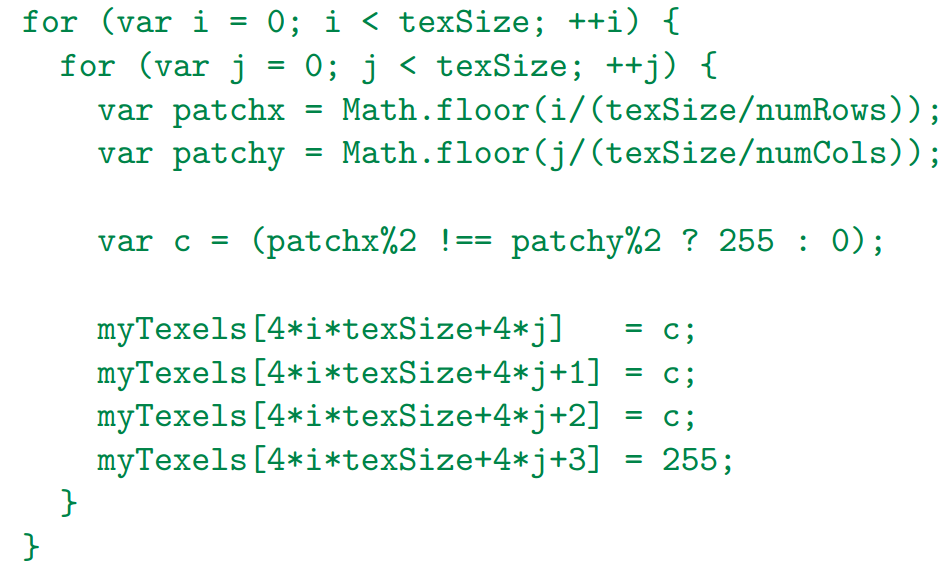 for (var i = 0; i < texSize; ++i) {
  for (var j = 0; j < texSize; ++j) {
    var patchx = Math.floor(i/(texSize/numRows));
    var patchy = Math.floor(j/(texSize/numCols));

    var c = (patchx%2 !== patchy%2 ? 255 : 0);

    myTexels[4*i*texSize+4*j]   = c;
    myTexels[4*i*texSize+4*j+1] = c;
    myTexels[4*i*texSize+4*j+2] = c;
    myTexels[4*i*texSize+4*j+3] = 255;
  }
}